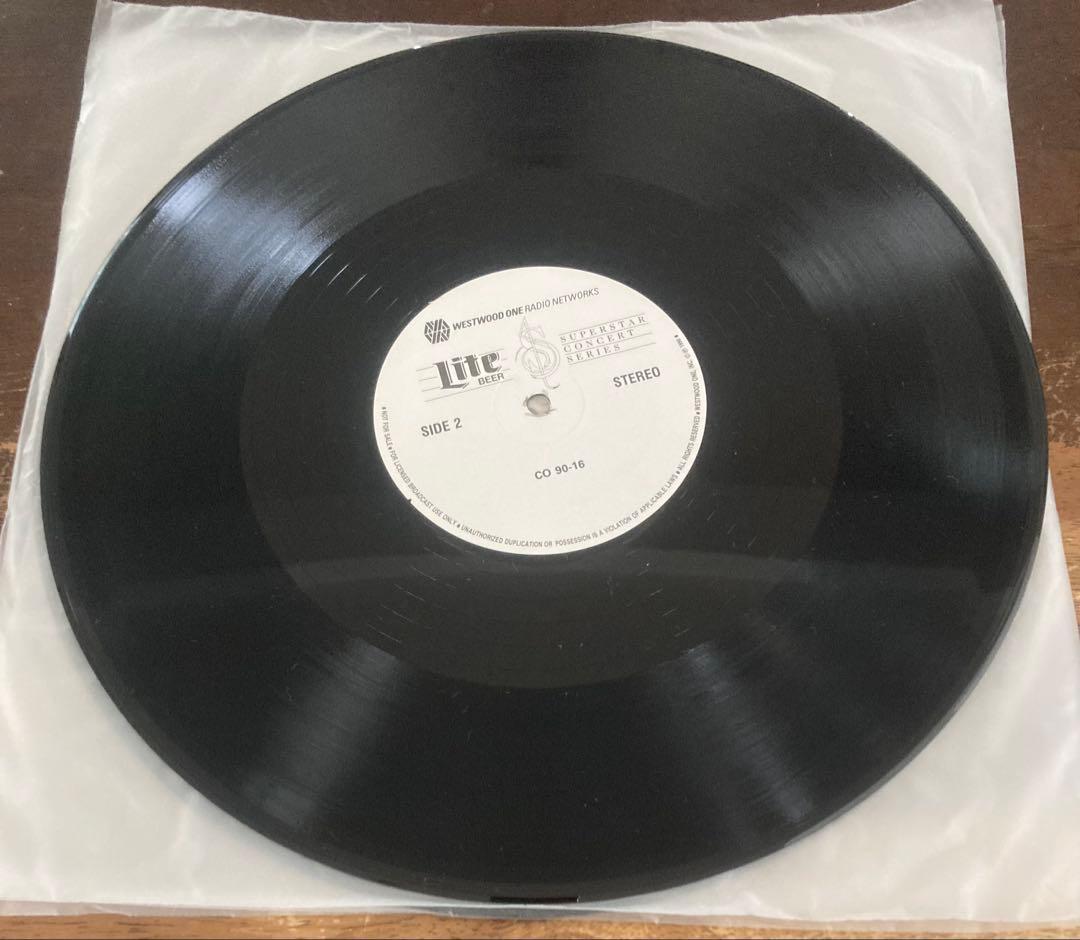 WESTWOOD ONE RADIO NETWORKS
Lite
BEER
SUPERSTAR
CONCERT
SERIES
STEREO
SIDE 2
CO 90-16
★ NOT FOR SALE ★ FOR LICENSED BROADCAST USE ONLY ★ UNAUTHORIZED DUPLICATION OR POSSESSION IS A VIOLATION OF APPLICABLE LAWS ★ ALL RIGHTS RESERVED ★ WESTWOOD ONE, INC.